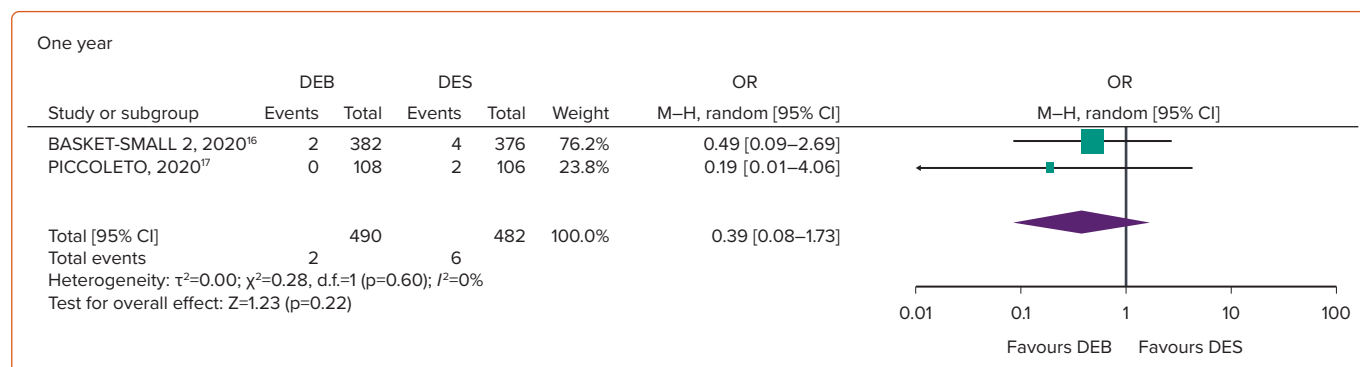 One year
DEB DES OR OR
Study or subgroup Events Total Events Total Weight M–H, random [95% CI] M–H, random [95% CI]
BASKET-SMALL 2, 2020¹⁶ 2 382 4 376 76.2% 0.49 [0.09–2.69]
PICCOLETO, 2020¹⁷ 0 108 2 106 23.8% 0.19 [0.01–4.06]
Total [95% CI] 490 482 100.0% 0.39 [0.08–1.73]
Total events 2 6
Heterogeneity: τ²=0.00; χ²=0.28, d.f.=1 (p=0.60); I²=0%
Test for overall effect: Z=1.23 (p=0.22)
0.01 0.1 1 10 100
Favours DEB Favours DES